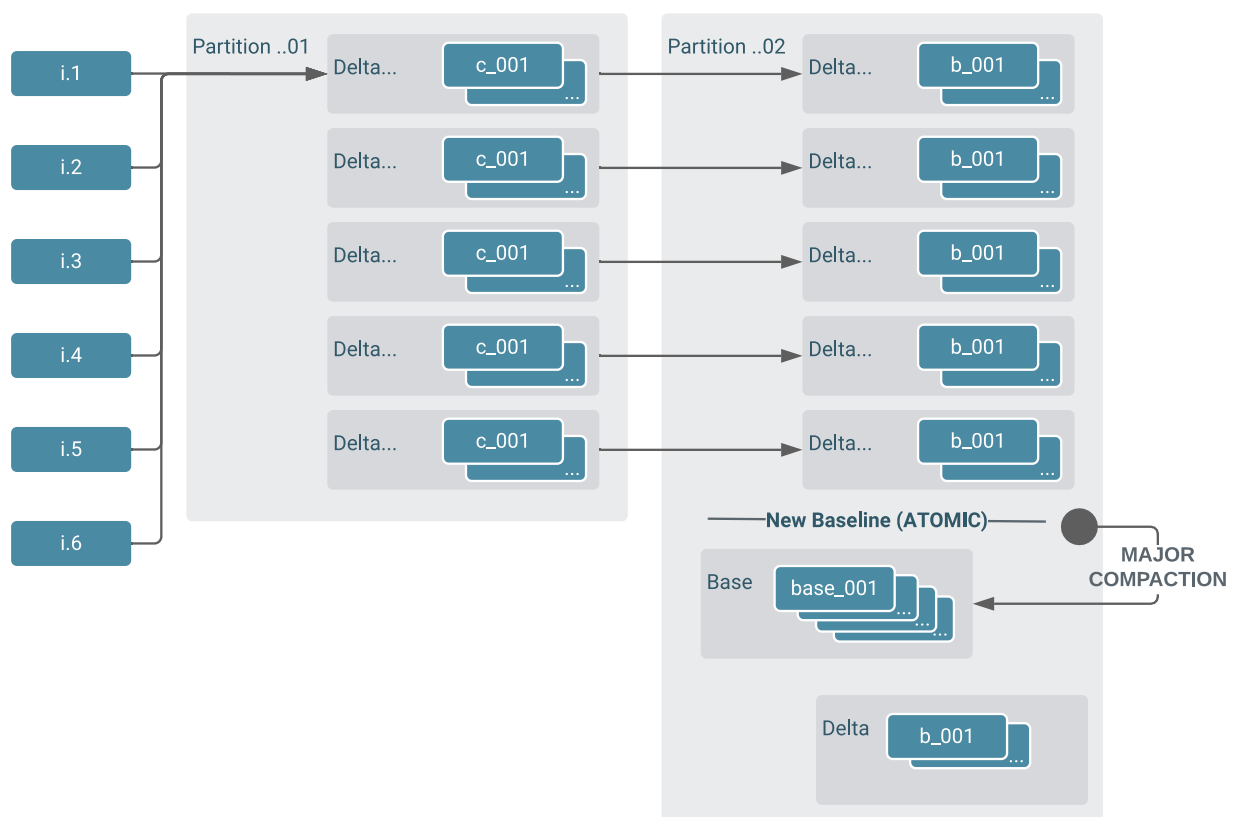 i.1
i.2
i.3
i.4
i.5
i.6
Partition ..01
Delta...
c_001
...
Delta...
c_001
...
Delta...
c_001
...
Delta...
c_001
...
Delta...
c_001
...
Partition ..02
Delta...
b_001
...
Delta...
b_001
...
Delta...
b_001
...
Delta...
b_001
...
Delta...
b_001
...
New Baseline (ATOMIC)
MAJOR
COMPACTION
Base
base_001
...
...
...
Delta
b_001
...